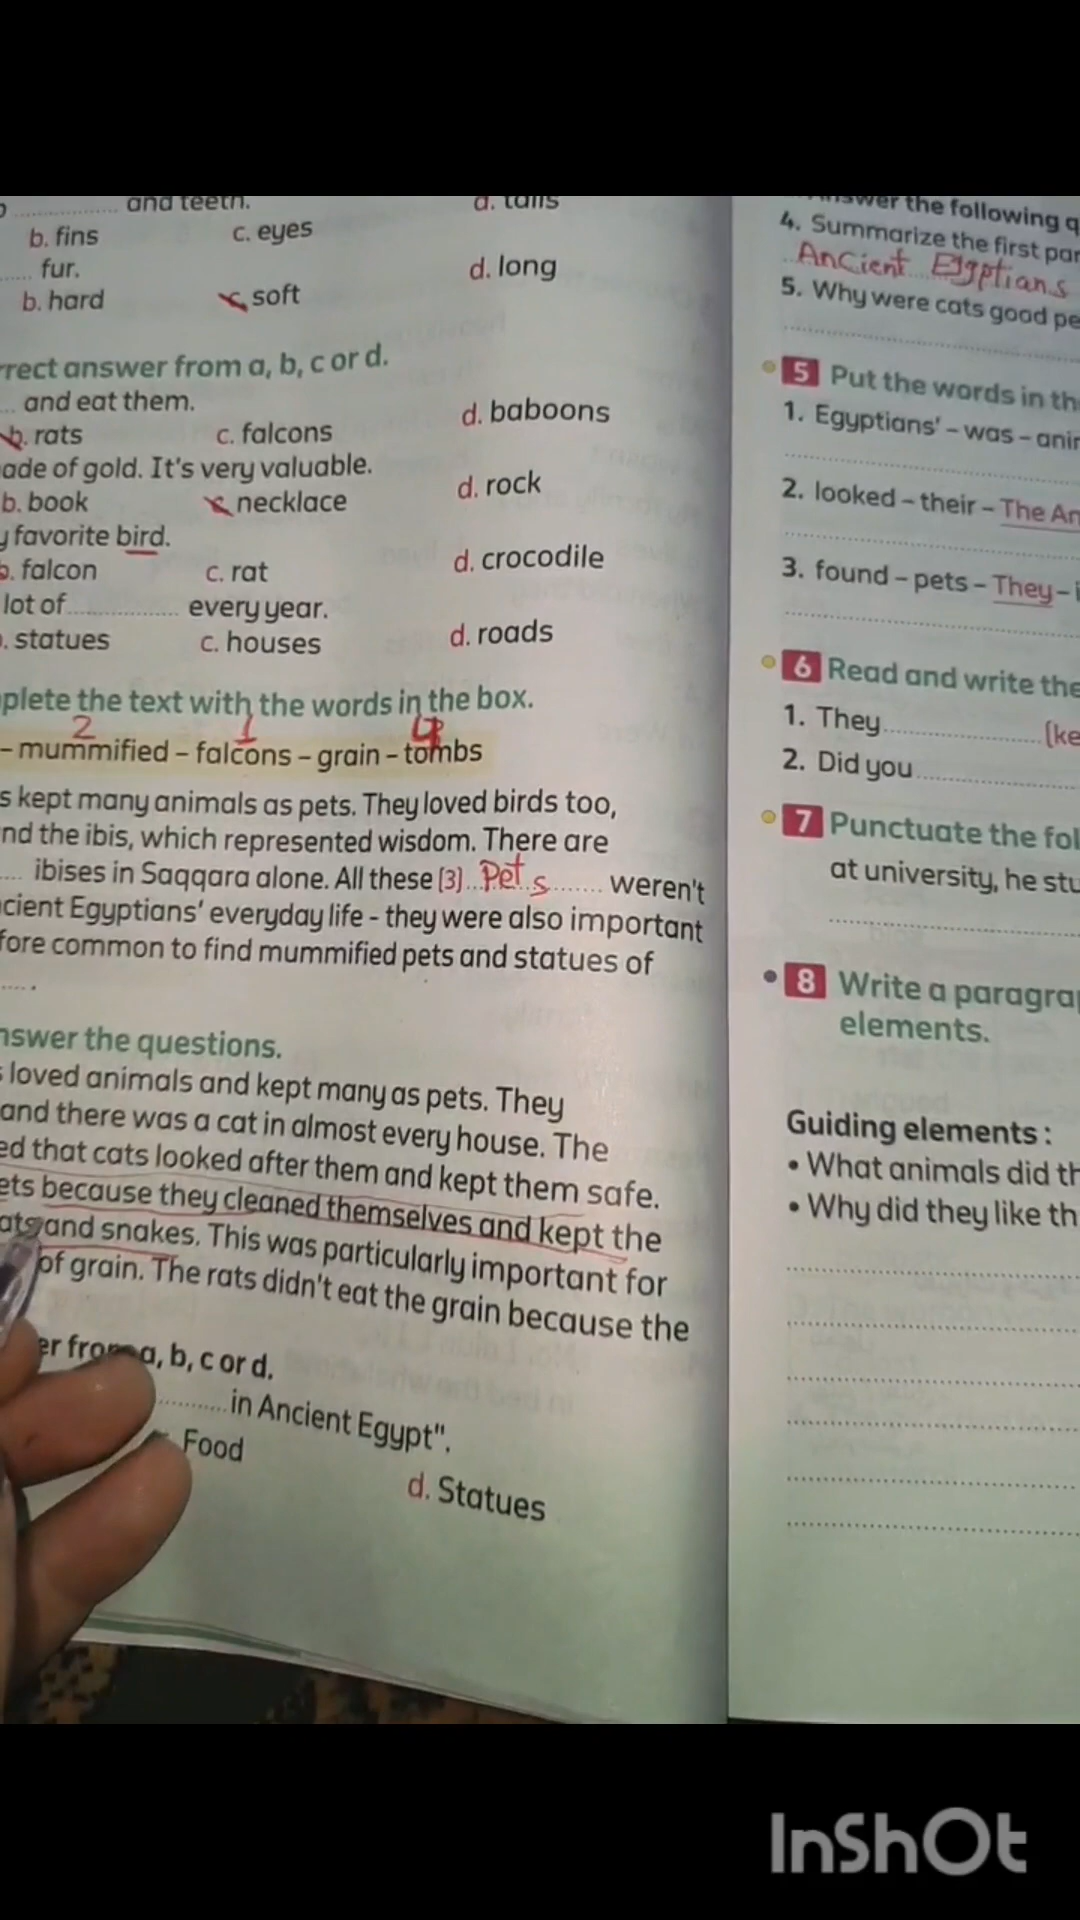 and teeth.
d. tails
b. fins
c. eyes
fur.
d. long
b. hard
c. soft
rrect answer from a, b, c or d.
and eat them.
b. rats
c. falcons
d. baboons
ade of gold. It's very valuable.
b. book
c. necklace
d. rock
y favorite bird.
b. falcon
c. rat
d. crocodile
lot of .................... every year.
. statues
c. houses
d. roads
plete the text with the words in the box.
2 1 4
– mummified – falcons – grain – tombs
s kept many animals as pets. They loved birds too,
nd the ibis, which represented wisdom. There are
.... ibises in Saqqara alone. All these [3] Pets weren't
cient Egyptians' everyday life - they were also important
fore common to find mummified pets and statues of
.....
nswer the questions.
s loved animals and kept many as pets. They
and there was a cat in almost every house. The
ed that cats looked after them and kept them safe.
ets because they cleaned themselves and kept the
ats and snakes. This was particularly important for
of grain. The rats didn't eat the grain because the
er from a, b, c or d.
............ in Ancient Egypt".
Food
d. Statues
nswer the following q
4. Summarize the first par
Ancient Egptians
5. Why were cats good pe
5 Put the words in th
1. Egyptians' – was – anir
2. looked – their – The An
3. found – pets – They – i
6 Read and write the
1. They .................... (ke
2. Did you ....................
7 Punctuate the fol
at university, he stu
8 Write a paragra
elements.
Guiding elements :
• What animals did th
• Why did they like th
InShOt